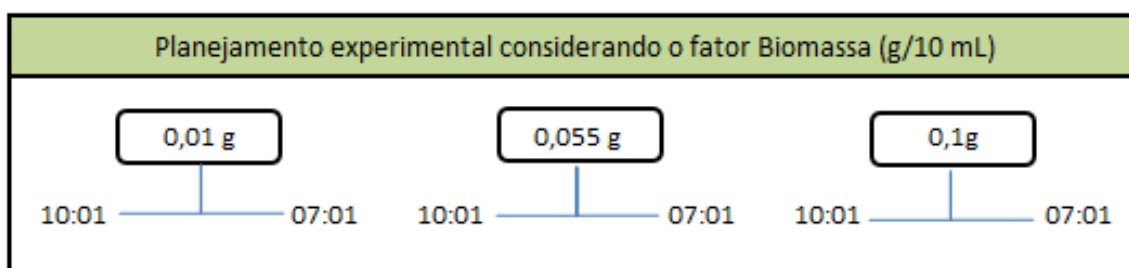 Planejamento experimental considerando o fator Biomassa (g/10 mL)
0,01 g
0,055 g
0,1g
10:01
07:01
10:01
07:01
10:01
07:01